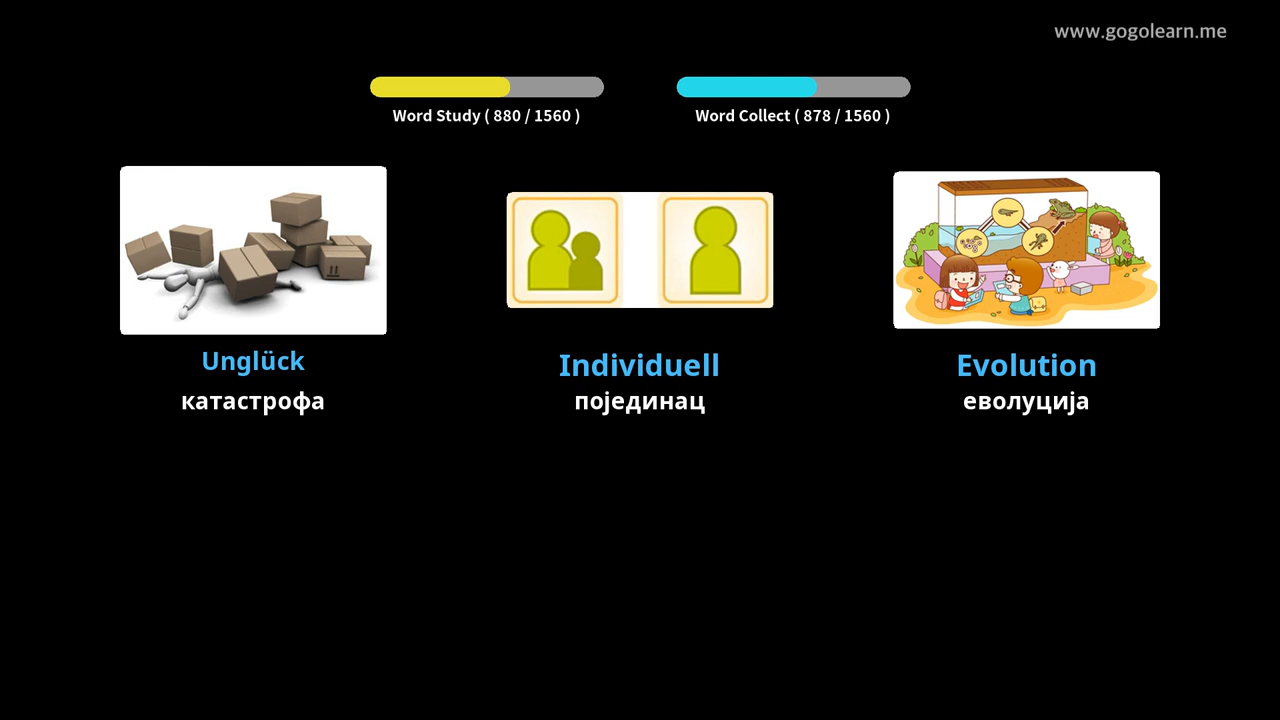 www.gogolearn.me
Word Study ( 880 / 1560 )
Word Collect ( 878 / 1560 )
Unglück
катастрофа
Individuell
појединац
Evolution
еволуција